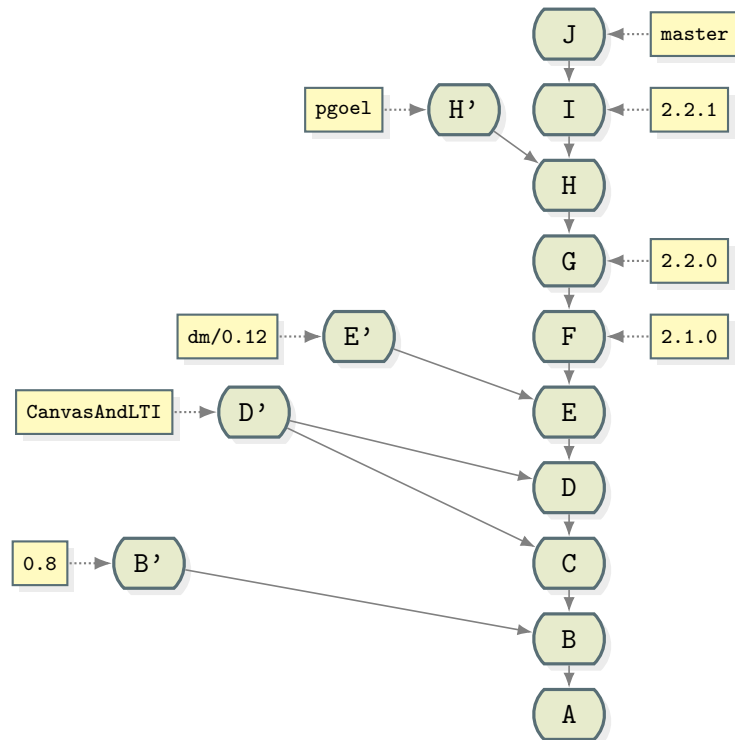 J
master
pgoel
H'
I
2.2.1
H
G
2.2.0
dm/0.12
E'
F
2.1.0
CanvasAndLTI
D'
E
D
0.8
B'
C
B
A